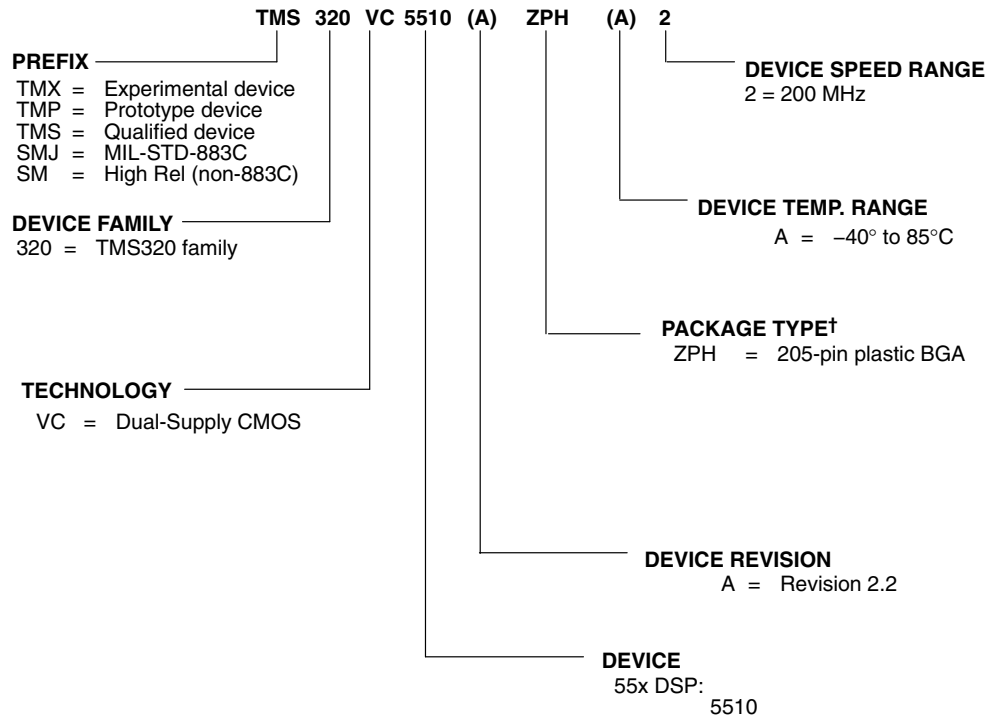 TMS 320 VC 5510 (A) ZPH (A) 2
PREFIX
TMX = Experimental device
TMP = Prototype device
TMS = Qualified device
SMJ = MIL-STD-883C
SM = High Rel (non-883C)
DEVICE SPEED RANGE
2 = 200 MHz
DEVICE FAMILY
320 = TMS320 family
DEVICE TEMP. RANGE
A = −40° to 85°C
PACKAGE TYPE†
ZPH = 205-pin plastic BGA
TECHNOLOGY
VC = Dual-Supply CMOS
DEVICE REVISION
A = Revision 2.2
DEVICE
55x DSP:
5510